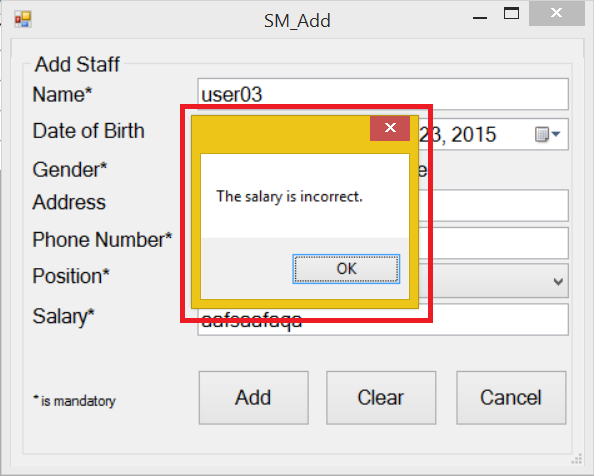 SM_Add
Add Staff
Name* user03
Date of Birth 23, 2015
Gender*
Address
The salary is incorrect.
Phone Number*
OK
Position*
Salary*
* is mandatory
Add Clear Cancel